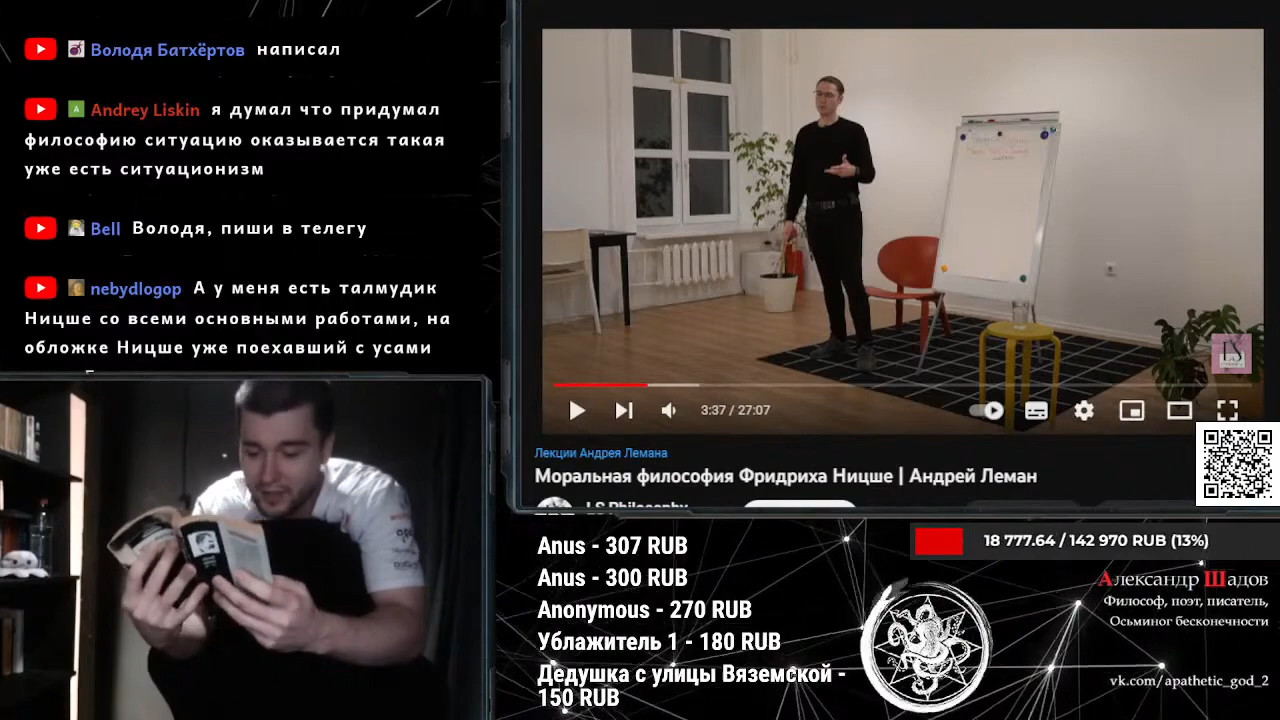 Володя Батхёртов написал
Andrey Liskin я думал что придумал
философию ситуацию оказывается такая
уже есть ситуационизм
Bell Володя, пиши в телегу
nebydlogop А у меня есть талмудик
Ницше со всеми основными работами, на
обложке Ницше уже поехавший с усами
3:37 / 27:07
LS
Лекции Андрея Лемана
Моральная философия Фридриха Ницше | Андрей Леман
LS Philosophy
Anus - 307 RUB
Anus - 300 RUB
Anonymous - 270 RUB
Ублажитель 1 - 180 RUB
Дедушка с улицы Вяземской -
150 RUB
18 777.64 / 142 970 RUB (13%)
Александр Шадов
Философ, поэт, писатель,
Осьминог бесконечности
vk.com/apathetic_god_2